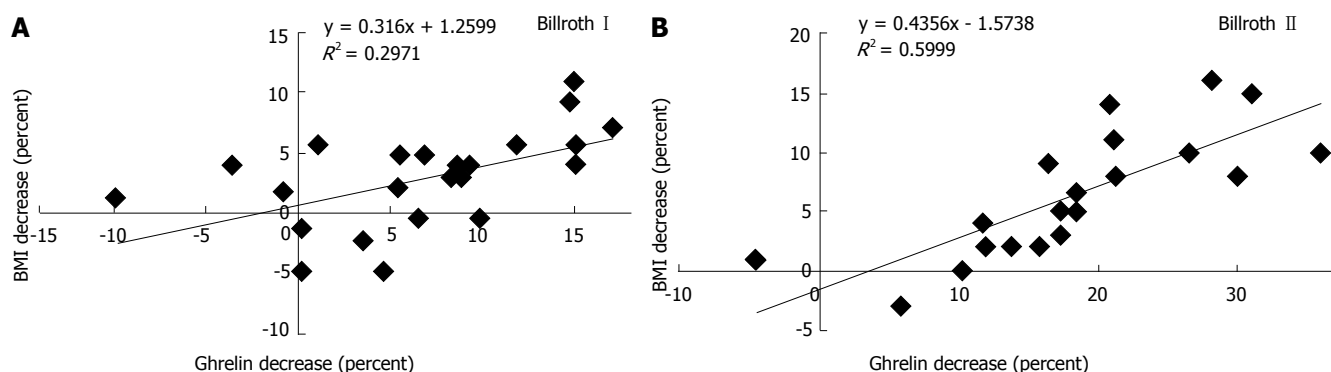 A
y = 0.316x + 1.2599
R² = 0.2971
Billroth Ⅰ
BMI decrease (percent)
15
10
5
0
-5
-10
-15 -10 -5 5 10 15
Ghrelin decrease (percent)
B
y = 0.4356x - 1.5738
R² = 0.5999
Billroth Ⅱ
BMI decrease (percent)
20
15
10
5
0
-5
-10 0 10 20 30
Ghrelin decrease (percent)